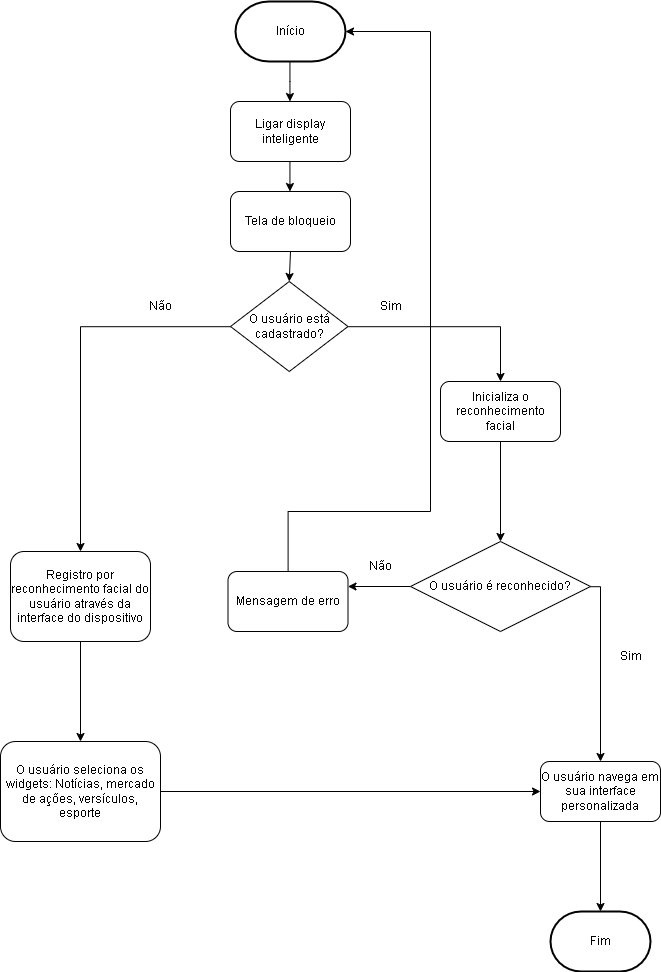 Início
Ligar display
inteligente
Tela de bloqueio
Não
Sim
O usuário está
cadastrado?
Inicializa o
reconhecimento
facial
Registro por
reconhecimento facial do
usuário através da
interface do dispositivo
Mensagem de erro
Não
O usuário é reconhecido?
Sim
O usuário seleciona os
widgets: Notícias, mercado
de ações, versículos,
esporte
O usuário navega em
sua interface
personalizada
Fim